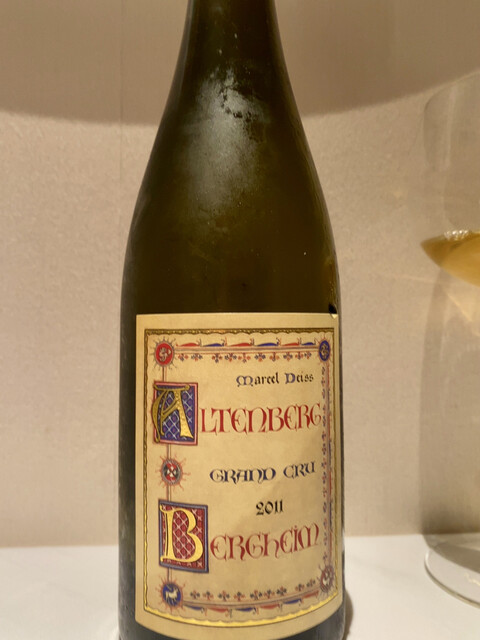 Marcel Deiss
ALTENBERG
GRAND CRU
2011
BERGHEIM